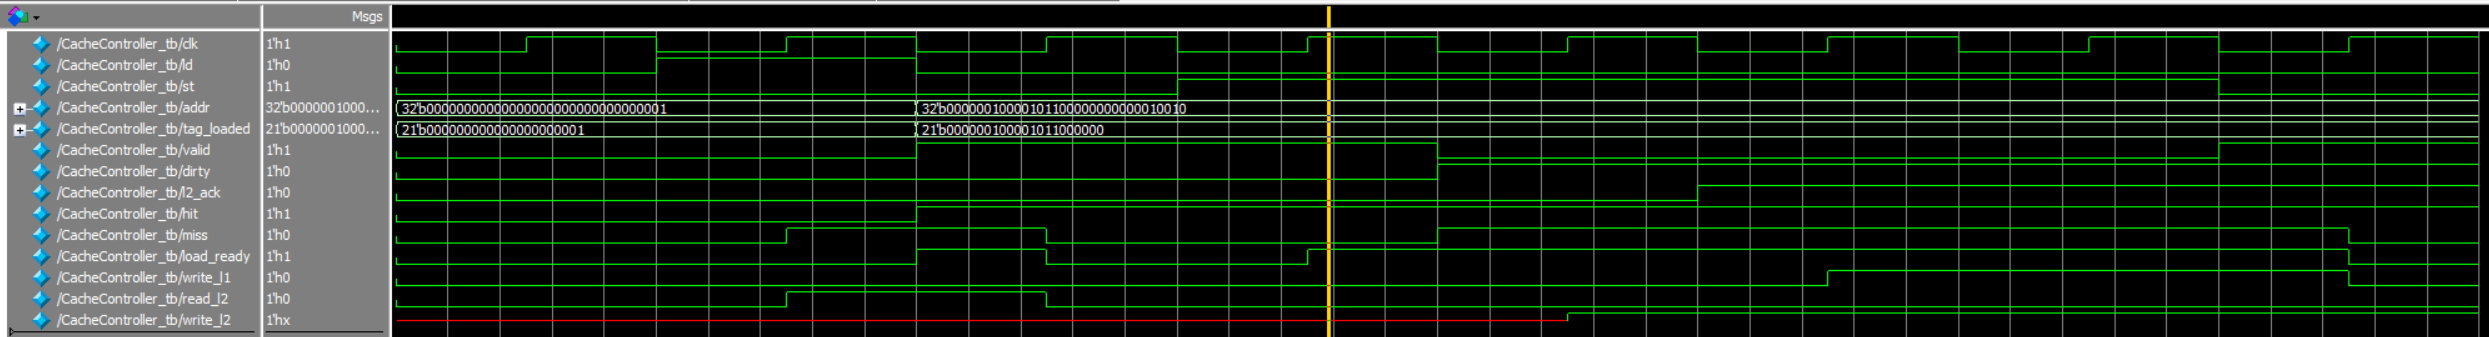 Msgs
/CacheController_tb/clk 1'h1
/CacheController_tb/ld 1'h0
/CacheController_tb/st 1'h1
/CacheController_tb/addr 32'b0000001000... 32'b00000000000000000000000000000001 32'b00000010000101100000000000010010
/CacheController_tb/tag_loaded 21'b0000001000... 21'b000000000000000000001 21'b000000100001011000000
/CacheController_tb/valid 1'h1
/CacheController_tb/dirty 1'h0
/CacheController_tb/l2_ack 1'h0
/CacheController_tb/hit 1'h1
/CacheController_tb/miss 1'h0
/CacheController_tb/load_ready 1'h1
/CacheController_tb/write_l1 1'h0
/CacheController_tb/read_l2 1'h0
/CacheController_tb/write_l2 1'hx